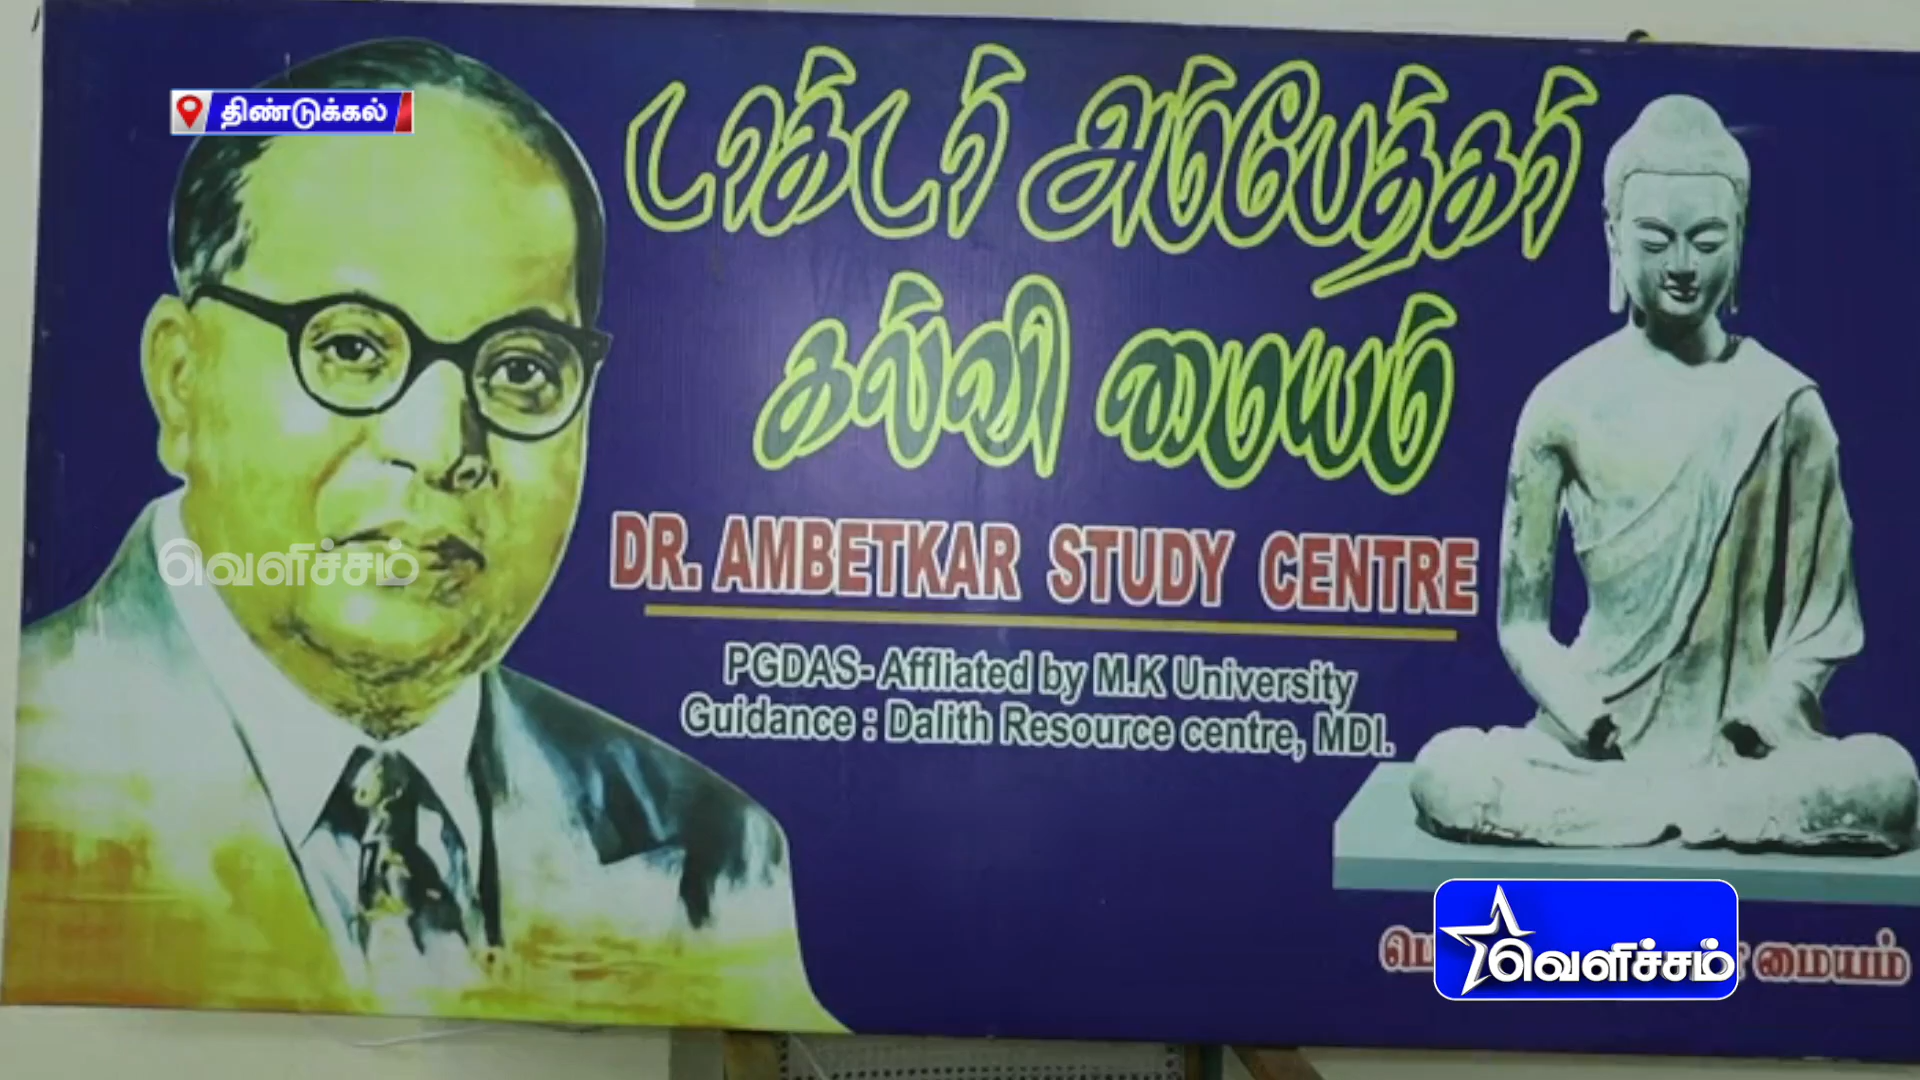 திண்டுக்கல்
டாக்டர் அம்பேத்கர்
கல்வி மையம்
DR. AMBETKAR STUDY CENTRE
PGDAS- Affliated by M.K University
Guidance : Dalith Resource centre, MDI.
வெளிச்சம்
வெளிச்சம்
மையம்